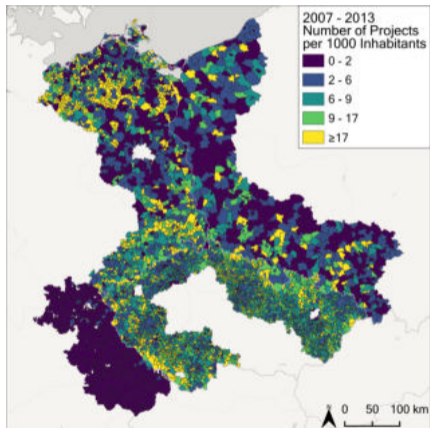 2007 - 2013
Number of Projects
per 1000 Inhabitants
0 - 2
2 - 6
6 - 9
9 - 17
≥17
0 50 100 km